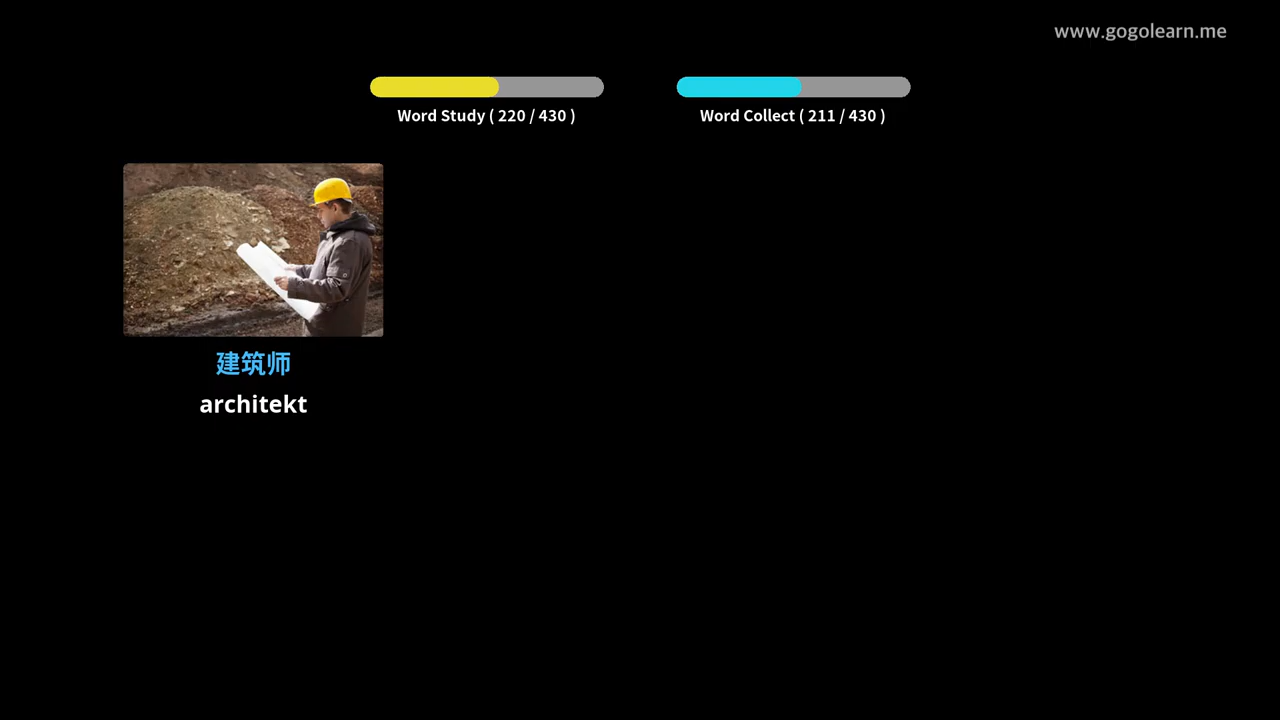 www.gogolearn.me
Word Study ( 220 / 430 )
Word Collect ( 211 / 430 )
建筑师
architekt